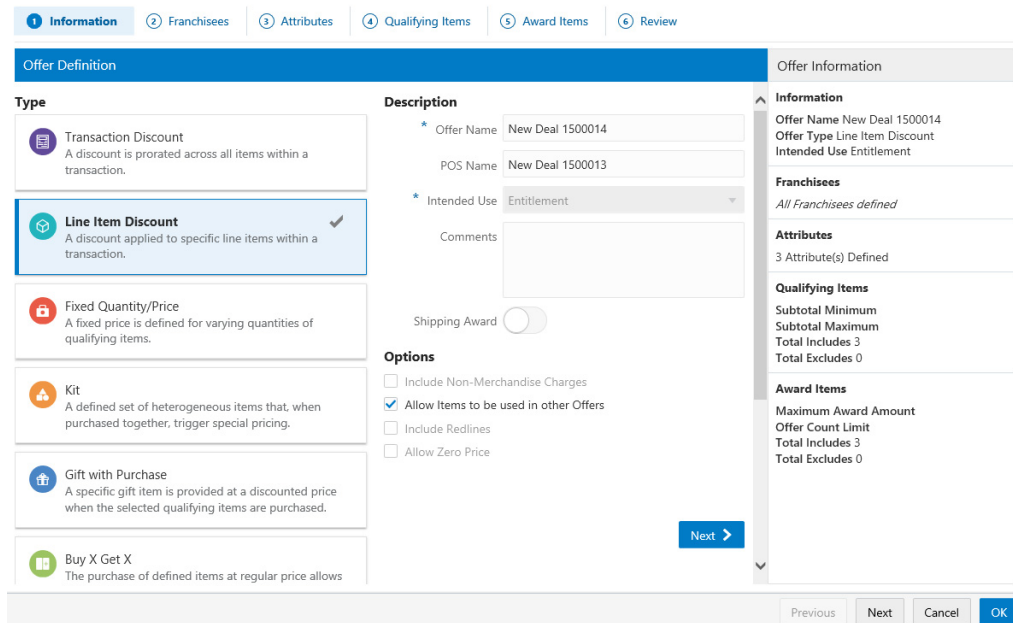 1 Information 2 Franchisees 3 Attributes 4 Qualifying Items 5 Award Items 6 Review
Offer Definition
Type
Transaction Discount
A discount is prorated across all items within a
transaction.
Line Item Discount
A discount applied to specific line items within a
transaction.
Fixed Quantity/Price
A fixed price is defined for varying quantities of
qualifying items.
Kit
A defined set of heterogeneous items that, when
purchased together, trigger special pricing.
Gift with Purchase
A specific gift item is provided at a discounted price
when the selected qualifying items are purchased.
Buy X Get X
The purchase of defined items at regular price allows
Description
* Offer Name New Deal 1500014
POS Name New Deal 1500013
* Intended Use Entitlement
Comments
Shipping Award
Options
Include Non-Merchandise Charges
Allow Items to be used in other Offers
Include Redlines
Allow Zero Price
Next
Offer Information
Information
Offer Name New Deal 1500014
Offer Type Line Item Discount
Intended Use Entitlement
Franchisees
All Franchisees defined
Attributes
3 Attribute(s) Defined
Qualifying Items
Subtotal Minimum
Subtotal Maximum
Total Includes 3
Total Excludes 0
Award Items
Maximum Award Amount
Offer Count Limit
Total Includes 3
Total Excludes 0
Previous Next Cancel OK